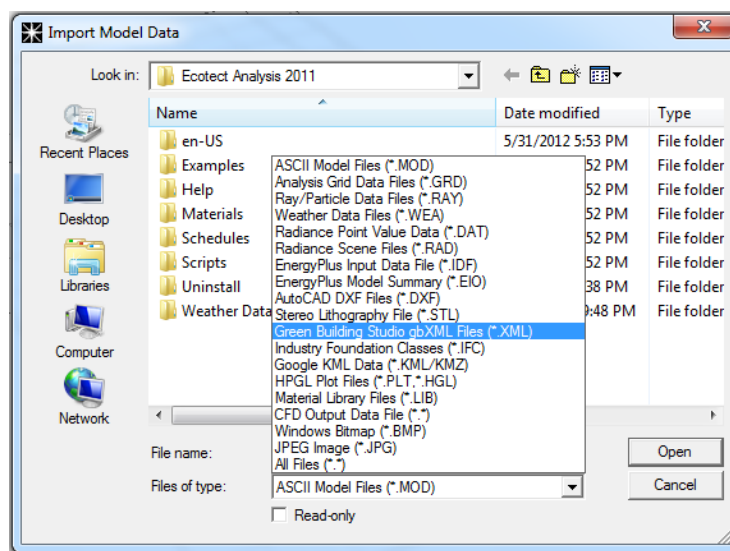 Import Model Data
Look in: Ecotect Analysis 2011
Recent Places
Desktop
Libraries
Computer
Network
Name Date modified Type
en-US 5/31/2012 5:53 PM File folder
Examples 52 PM File folder
Help 52 PM File folder
Materials 52 PM File folder
Schedules 52 PM File folder
Scripts 52 PM File folder
Uninstall 38 PM File folder
Weather Data 9:48 PM File folder
ASCII Model Files (*.MOD)
Analysis Grid Data Files (*.GRD)
Ray/Particle Data Files (*.RAY)
Weather Data Files (*.WEA)
Radiance Point Value Data (*.DAT)
Radiance Scene Files (*.RAD)
EnergyPlus Input Data File (*.IDF)
EnergyPlus Model Summary (*.EIO)
AutoCAD DXF Files (*.DXF)
Stereo Lithography File (*.STL)
Green Building Studio gbXML Files (*.XML)
Industry Foundation Classes (*.IFC)
Google KML Data (*.KML/KMZ)
HPGL Plot Files (*.PLT,*.HGL)
Material Library Files (*.LIB)
CFD Output Data File (*.*)
Windows Bitmap (*.BMP)
JPEG Image (*.JPG)
All Files (*.*)
File name: Open
Files of type: ASCII Model Files (*.MOD) Cancel
Read-only